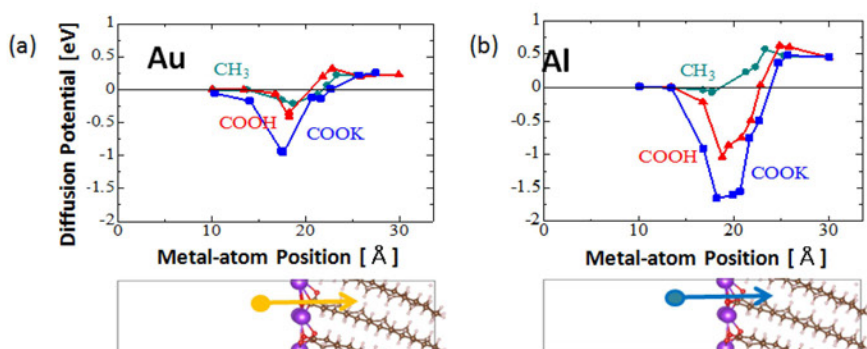 (a)
Diffusion Potential [eV]
1
0.5
0
-0.5
-1
-1.5
-2
Au
CH3
COOH
COOK
0
10
20
30
Metal-atom Position [Å]
(b)
1
0.5
0
-0.5
-1
-1.5
-2
Al
CH3
COOH
COOK
0
10
20
30
Metal-atom Position [Å]